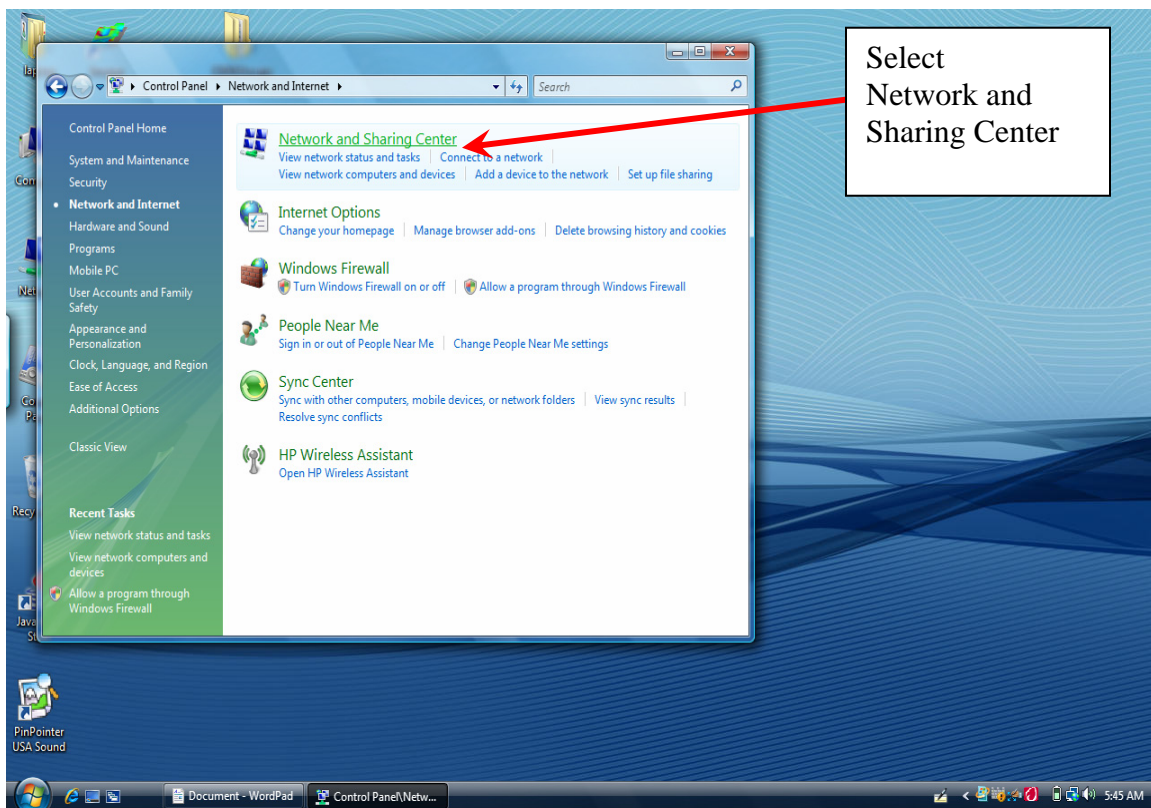 Select
Network and
Sharing Center
Control Panel
Network and Internet
Search
Control Panel Home
System and Maintenance
Security
Network and Internet
Hardware and Sound
Programs
Mobile PC
User Accounts and Family
Safety
Appearance and
Personalization
Clock, Language, and Region
Ease of Access
Additional Options
Classic View
Recent Tasks
View network status and tasks
View network computers and
devices
Allow a program through
Windows Firewall
Network and Sharing Center
View network status and tasks
Connect to a network
View network computers and devices
Add a device to the network
Set up file sharing
Internet Options
Change your homepage
Manage browser add-ons
Delete browsing history and cookies
Windows Firewall
Turn Windows Firewall on or off
Allow a program through Windows Firewall
People Near Me
Sign in or out of People Near Me
Change People Near Me settings
Sync Center
Sync with other computers, mobile devices, or network folders
View sync results
Resolve sync conflicts
HP Wireless Assistant
Open HP Wireless Assistant
lap
Con
Net
Co
Pa
Recy
Java
St
PinPointer
USA Sound
Document - WordPad
Control Panel\Netw...
5:45 AM